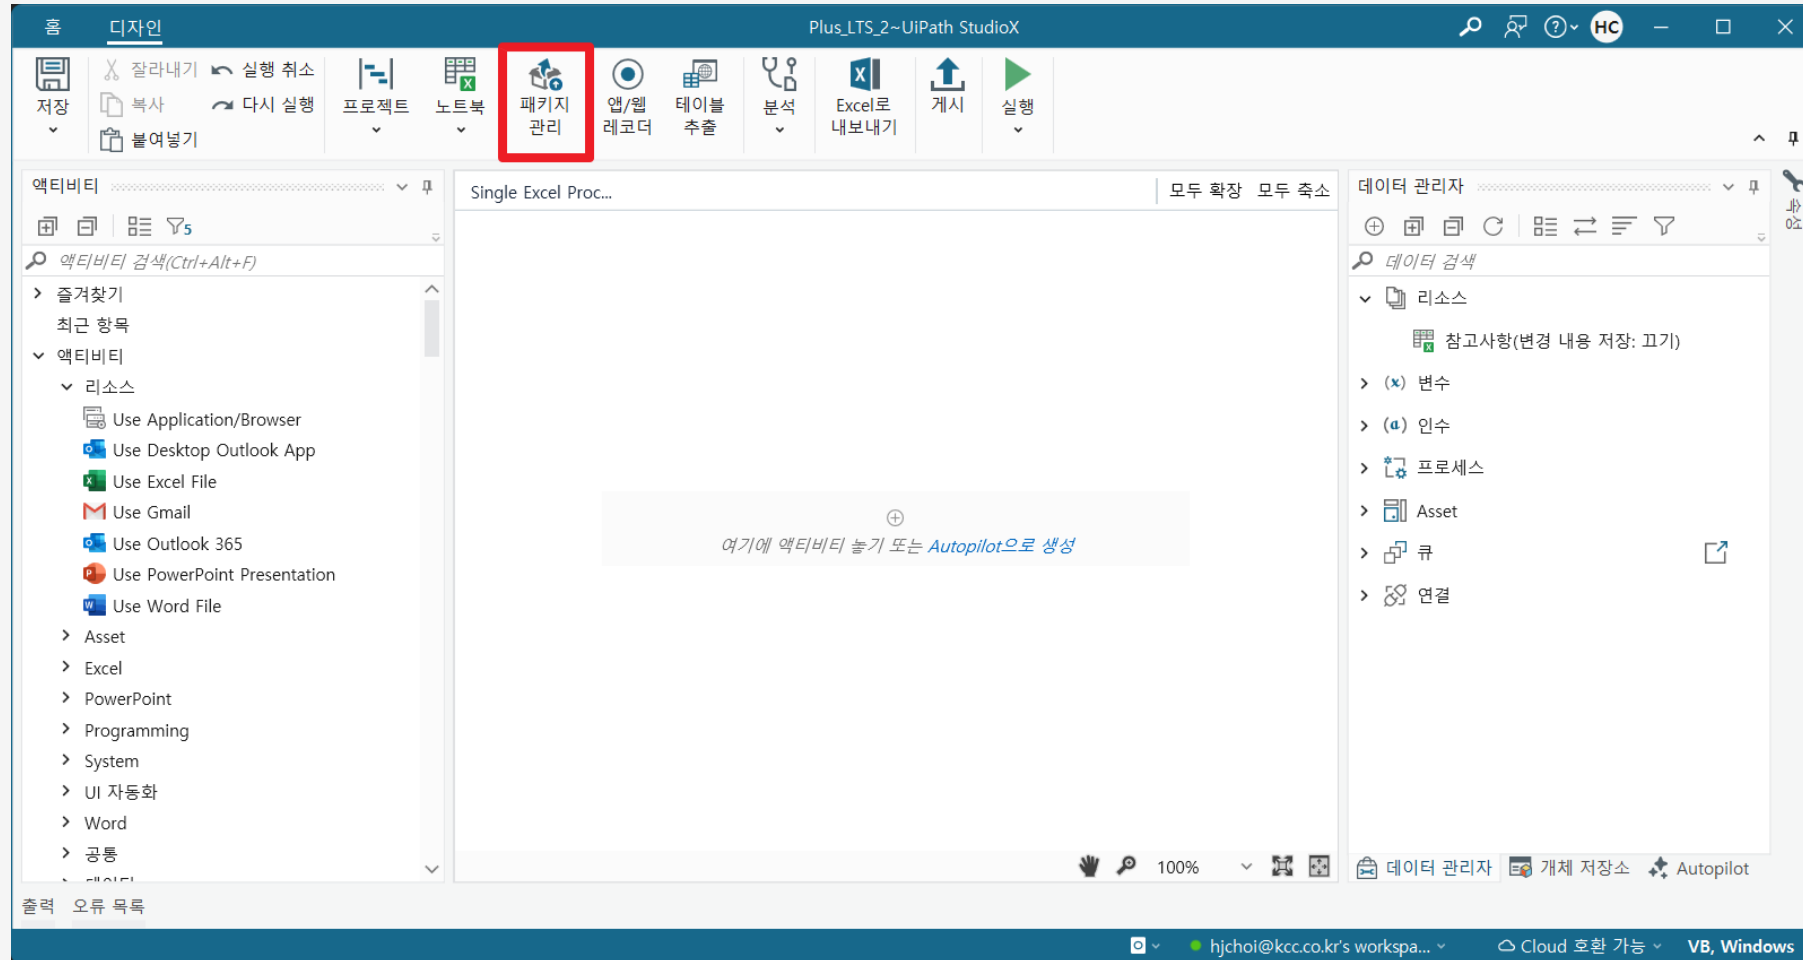 홈 디자인 Plus_LTS_2~UiPath StudioX HC
저장
잘라내기 실행 취소
복사 다시 실행
붙여넣기
프로젝트
노트북
패키지
관리
앱/웹
레코더
테이블
추출
분석
Excel로
내보내기
게시
실행
액티비티
5
액티비티 검색(Ctrl+Alt+F)
즐겨찾기
최근 항목
액티비티
리소스
Use Application/Browser
Use Desktop Outlook App
Use Excel File
Use Gmail
Use Outlook 365
Use PowerPoint Presentation
Use Word File
Asset
Excel
PowerPoint
Programming
System
UI 자동화
Word
공통
Single Excel Proc... 모두 확장 모두 축소
여기에 액티비티 놓기 또는 Autopilot으로 생성
100%
데이터 관리자
데이터 검색
리소스
참고사항(변경 내용 저장: 끄기)
(x) 변수
(a) 인수
프로세스
Asset
큐
연결
데이터 관리자 개체 저장소 Autopilot
속성
출력 오류 목록
hjchoi@kcc.co.kr's workspa... Cloud 호환 가능 VB, Windows